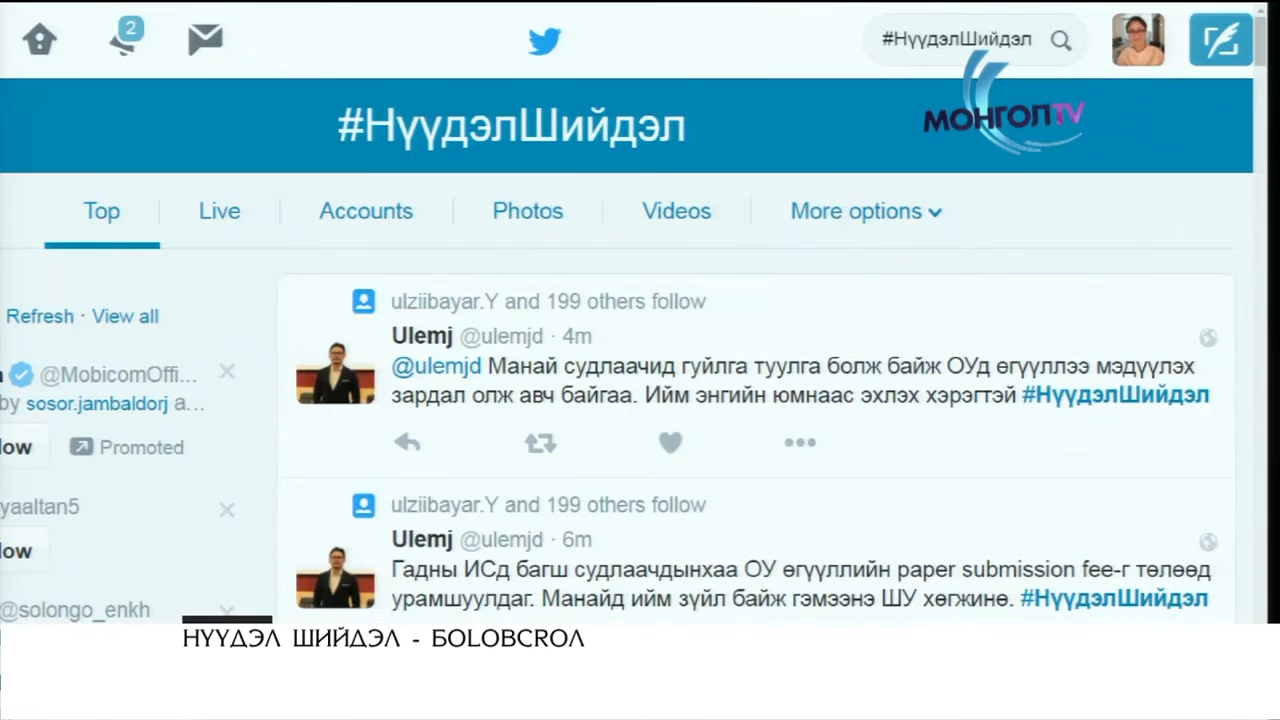 2
#НүүдэлШийдэл
МОНГОЛTV
#НүүдэлШийдэл
Top
Live
Accounts
Photos
Videos
More options
Refresh · View all
@MobicomOffi...
by sosor.jambaldorj a...
low
Promoted
yaaltan5
low
@solongo_enkh
ulziibayar.Y and 199 others follow
Ulemj @ulemjd · 4m
@ulemjd Манай судлаачид гуйлга туулга болж байж ОУд өгүүллээ мэдүүлэх
зардал олж авч байгаа. Ийм энгийн юмнаас эхлэх хэрэгтэй #НүүдэлШийдэл
ulziibayar.Y and 199 others follow
Ulemj @ulemjd · 6m
Гадны ИСд багш судлаачдынхаа ОУ өгүүллийн paper submission fee-г төлөөд
урамшуулдаг. Манайд ийм зүйл байж гэмээнэ ШУ хөгжинө. #НүүдэлШийдэл
НҮҮДЭЛ ШИЙДЭЛ - БOLOBCROЛ